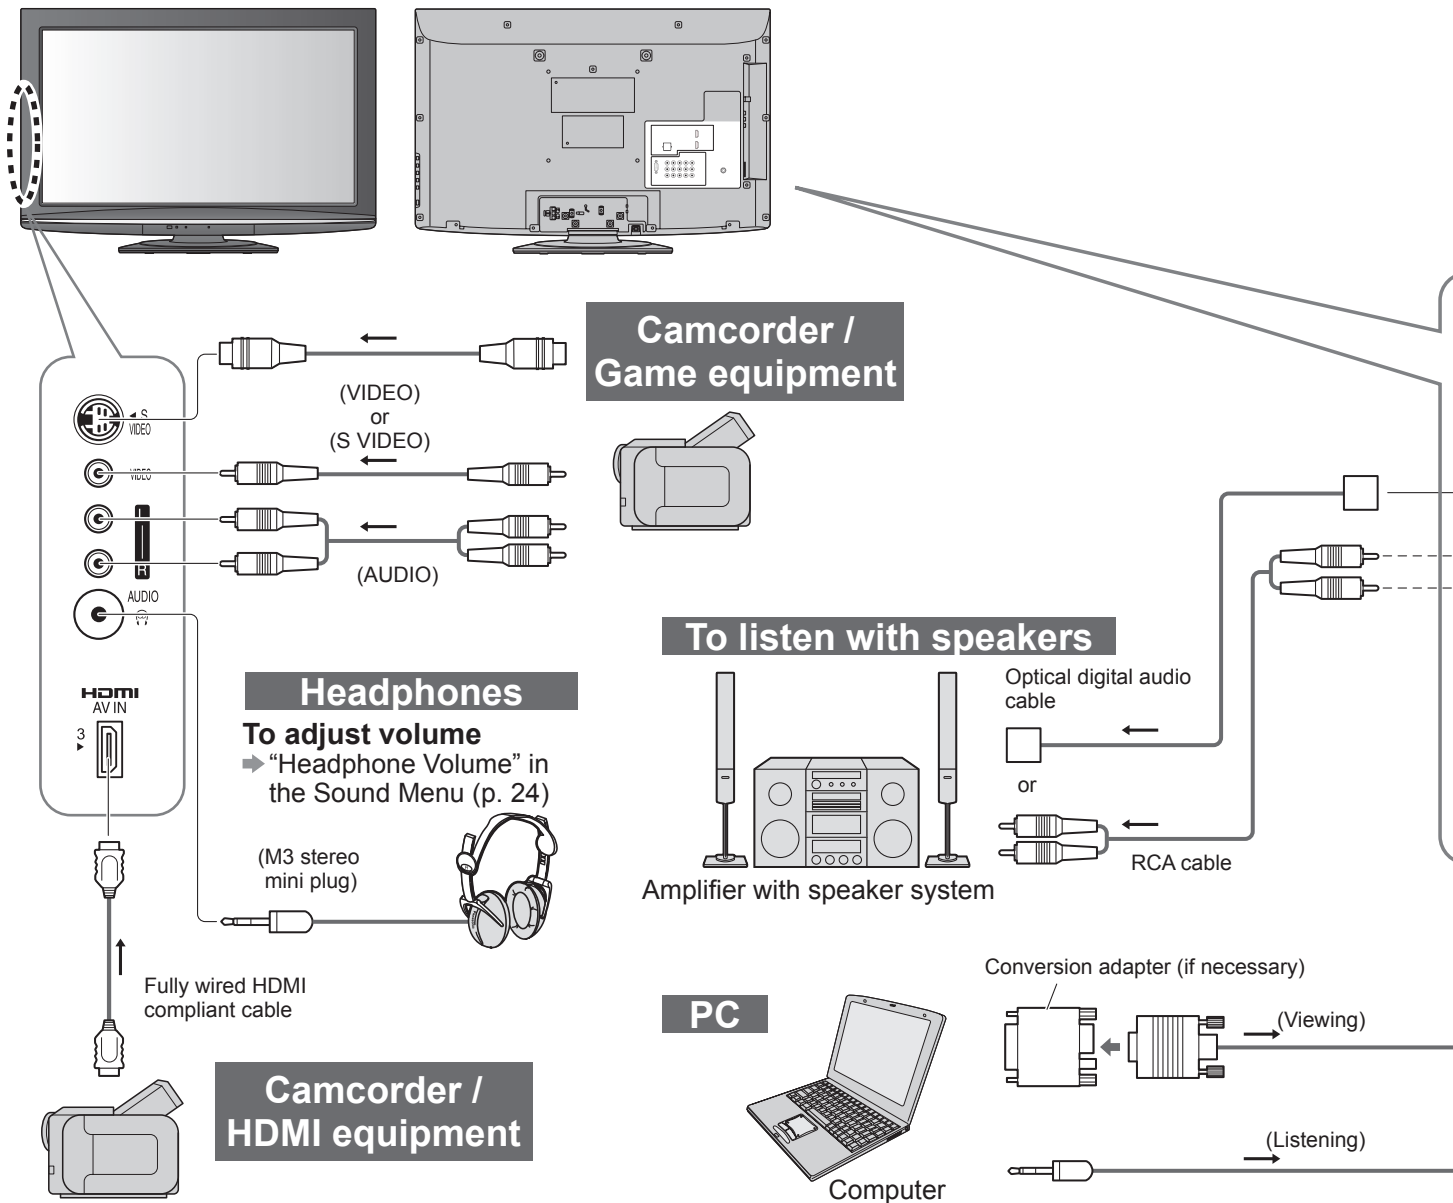 Camcorder /
Game equipment
(VIDEO)
or
(S VIDEO)
◄ S
VIDEO
VIDEO
(AUDIO)
R
AUDIO
HDMI
AV IN
3
►
Headphones
To adjust volume
“Headphone Volume” in
the Sound Menu (p. 24)
(M3 stereo
mini plug)
Fully wired HDMI
compliant cable
Camcorder /
HDMI equipment
To listen with speakers
Optical digital audio
cable
or
RCA cable
Amplifier with speaker system
PC
Conversion adapter (if necessary)
(Viewing)
(Listening)
Computer